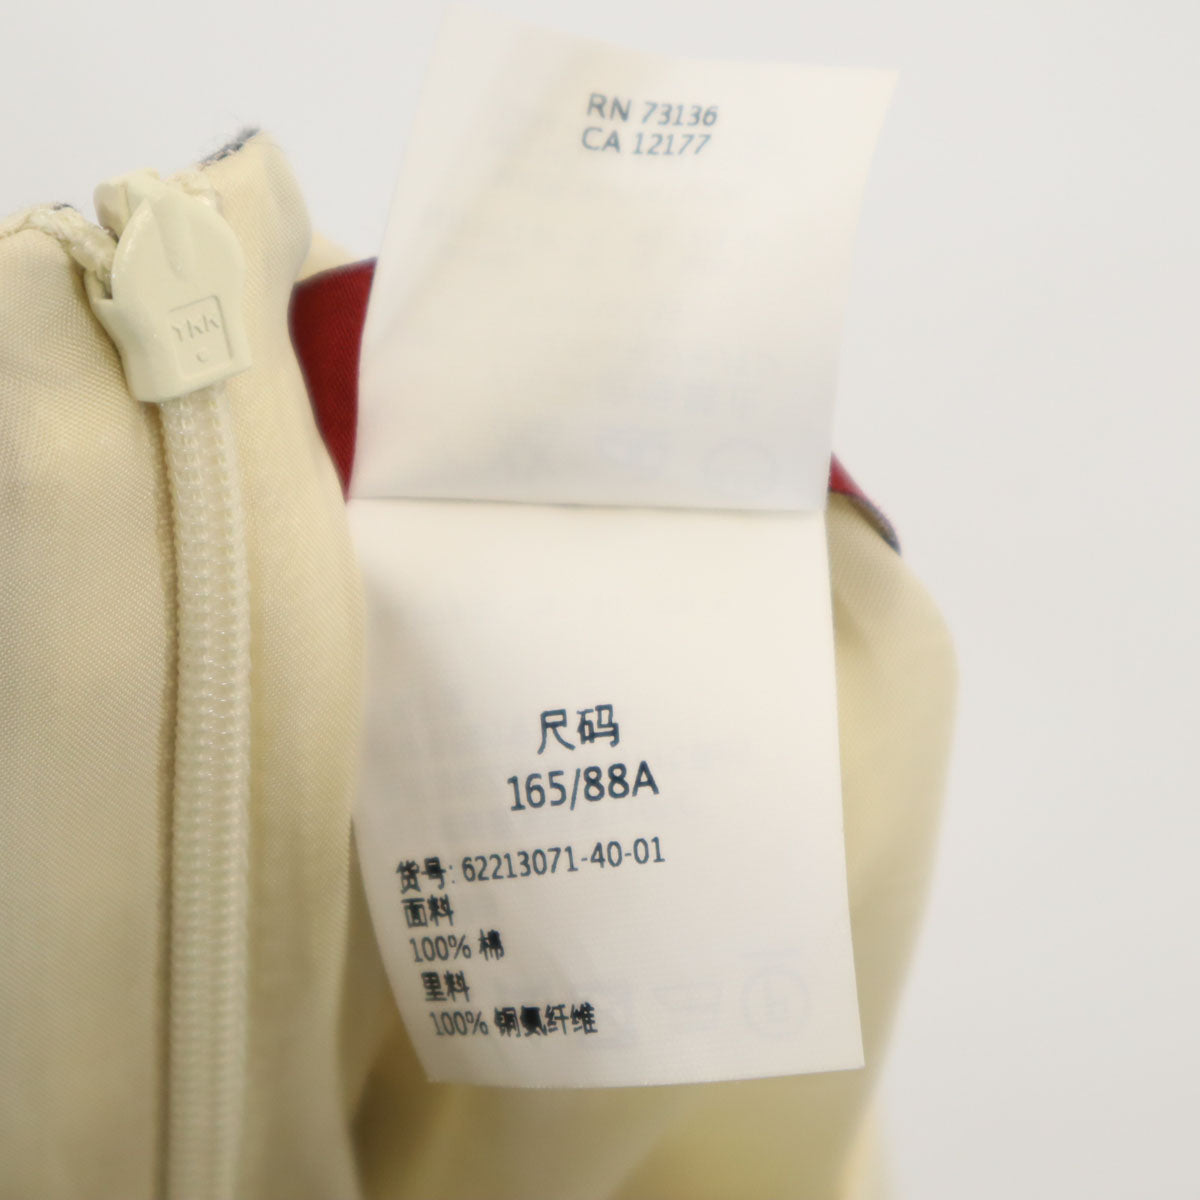 RN 73136
CA 12177
YKK
尺码
165/88A
货号: 62213071-40-01
面料
100% 棉
里料
100% 铜氨纤维